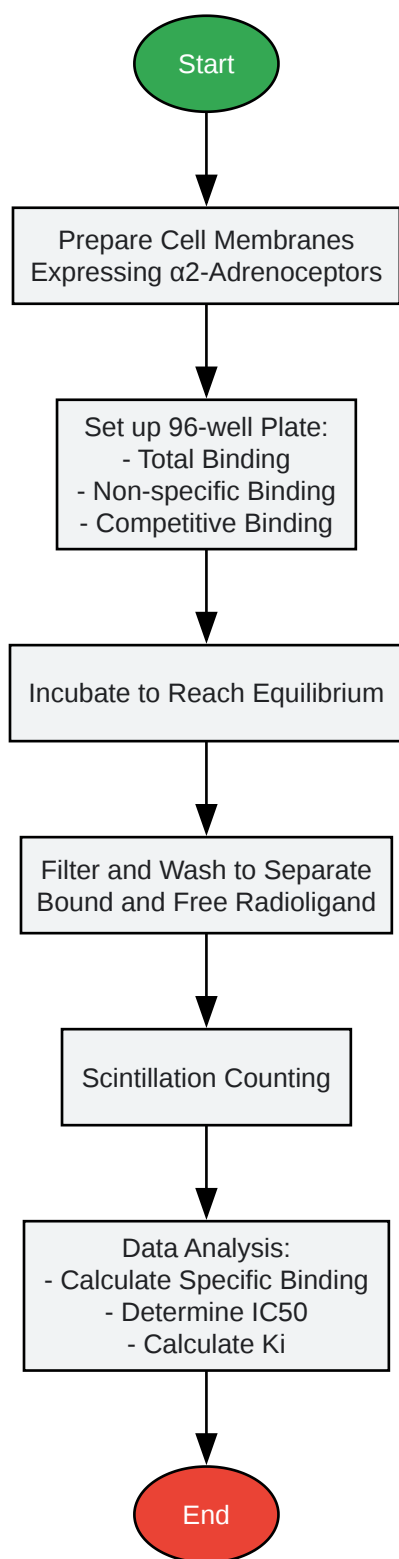 Start
Prepare Cell Membranes
Expressing α2-Adrenoceptors
Set up 96-well Plate:
- Total Binding
- Non-specific Binding
- Competitive Binding
Incubate to Reach Equilibrium
Filter and Wash to Separate
Bound and Free Radioligand
Scintillation Counting
Data Analysis:
- Calculate Specific Binding
- Determine IC50
- Calculate Ki
End